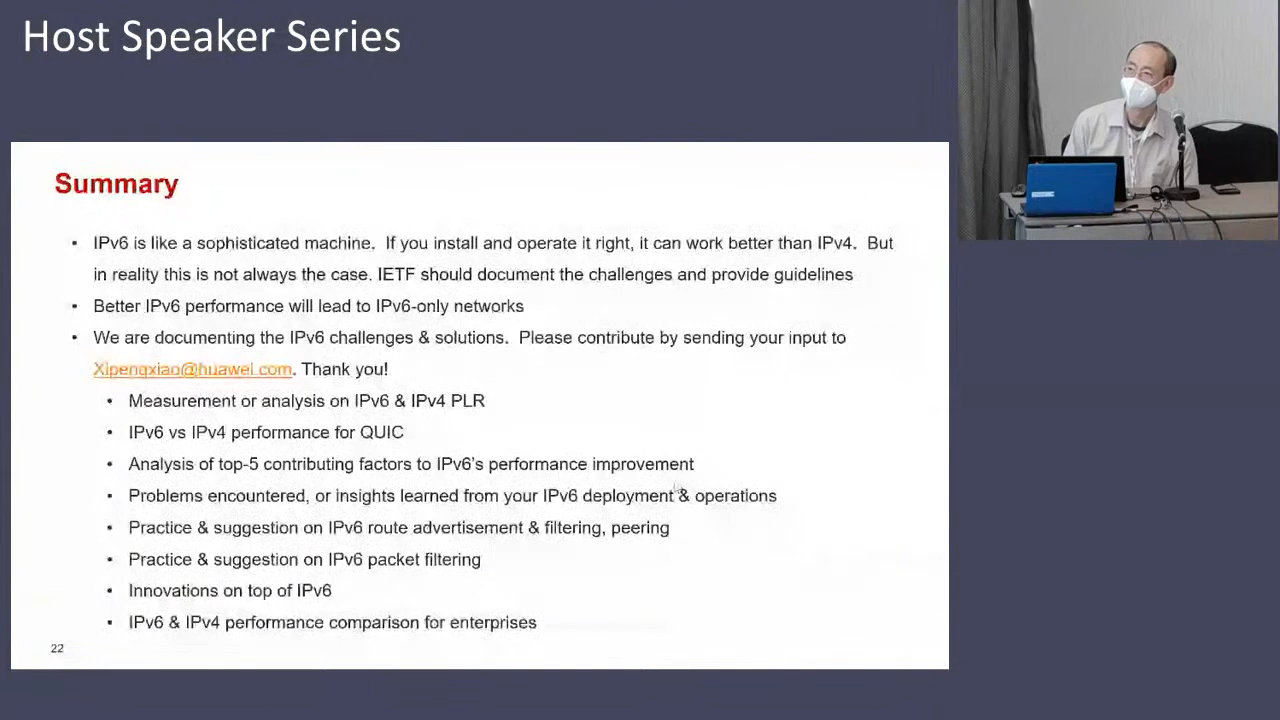 Host Speaker Series
Summary
• IPv6 is like a sophisticated machine.  If you install and operate it right, it can work better than IPv4.  But
in reality this is not always the case. IETF should document the challenges and provide guidelines
• Better IPv6 performance will lead to IPv6-only networks
• We are documenting the IPv6 challenges & solutions.  Please contribute by sending your input to
Xipengxiao@huawei.com. Thank you!
• Measurement or analysis on IPv6 & IPv4 PLR
• IPv6 vs IPv4 performance for QUIC
• Analysis of top-5 contributing factors to IPv6’s performance improvement
• Problems encountered, or insights learned from your IPv6 deployment & operations
• Practice & suggestion on IPv6 route advertisement & filtering, peering
• Practice & suggestion on IPv6 packet filtering
• Innovations on top of IPv6
• IPv6 & IPv4 performance comparison for enterprises
22